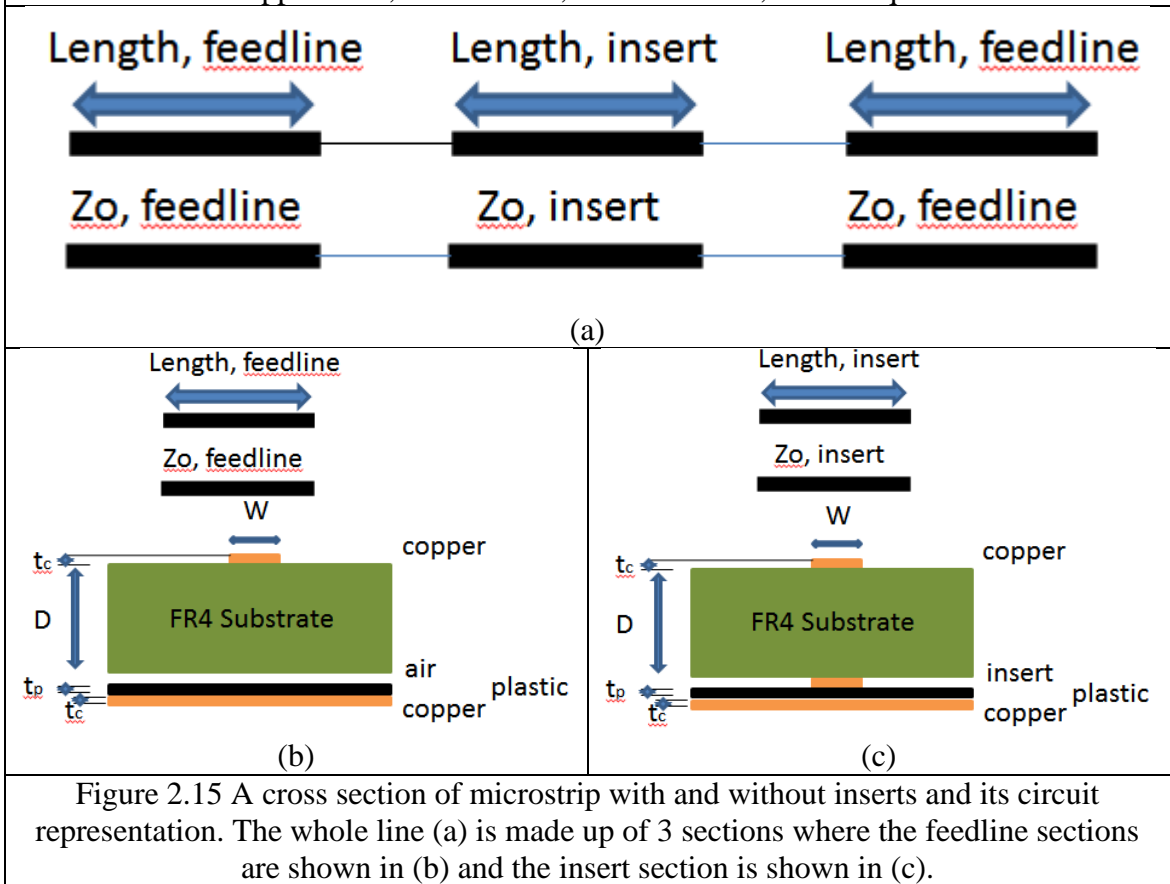 Length, feedline Length, insert Length, feedline
Zo, feedline Zo, insert Zo, feedline
(a)
Length, feedline
Zo, feedline
W
tc
copper
D
FR4 Substrate
air
tp
plastic
tc
copper
(b)
Length, insert
Zo, insert
W
tc
copper
D
FR4 Substrate
insert
tp
plastic
tc
copper
(c)
Figure 2.15 A cross section of microstrip with and without inserts and its circuit
representation. The whole line (a) is made up of 3 sections where the feedline sections
are shown in (b) and the insert section is shown in (c).